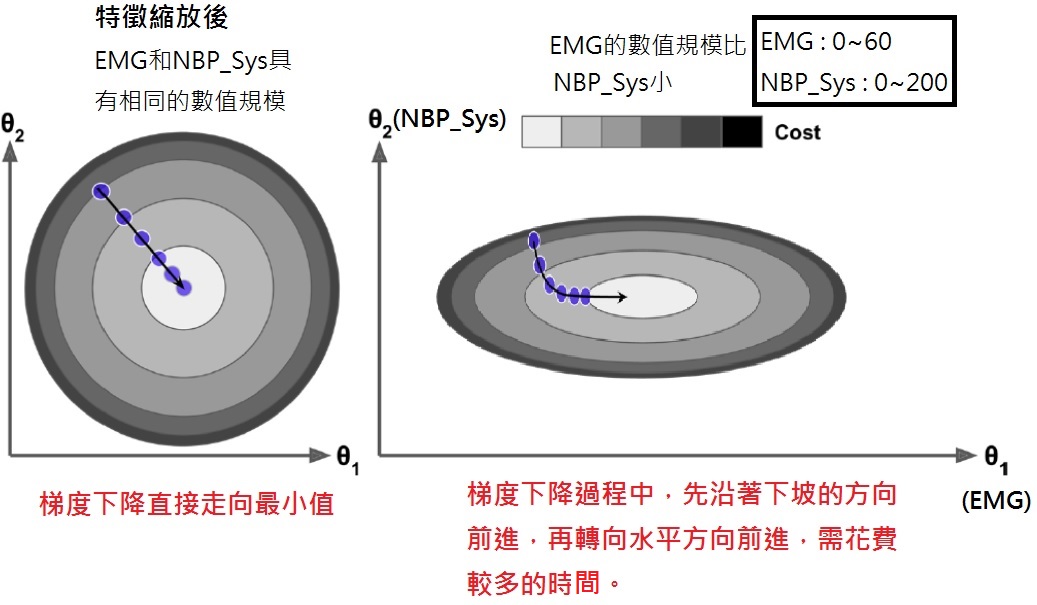 特徵縮放後
EMG和NBP_Sys具
有相同的數值規模
θ2
θ1
梯度下降直接走向最小值
EMG的數值規模比
NBP_Sys小
EMG : 0~60
NBP_Sys : 0~200
θ2(NBP_Sys)
Cost
θ1
(EMG)
梯度下降過程中，先沿著下坡的方向
前進，再轉向水平方向前進，需花費
較多的時間。